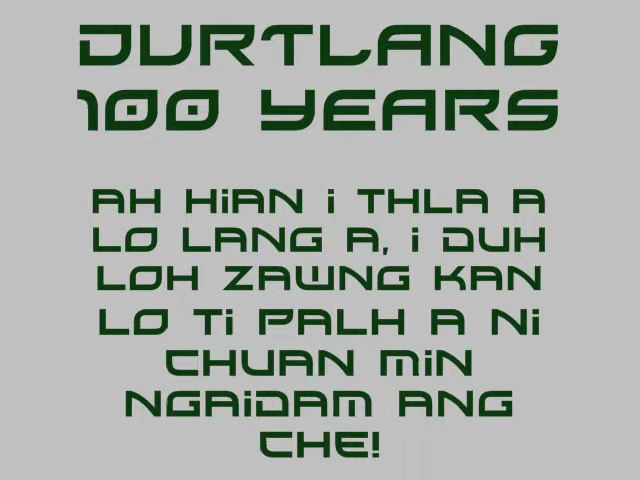 DURTLANG
100 YEARS
AH HiAN i THLA A
LO LANG A, i DUH
LOH ZAWNG KAN
LO Ti PALH A Ni
CHUAN MiN
NGAiDAM ANG
CHE!